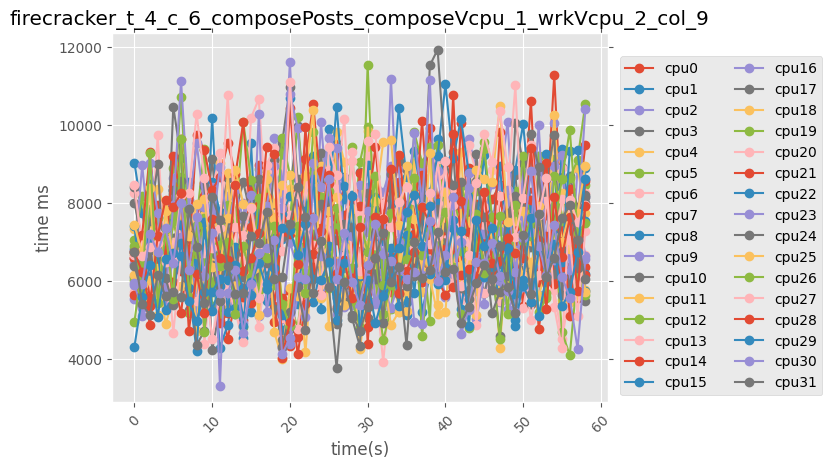 firecracker_t_4_c_6_composePosts_composeVcpu_1_wrkVcpu_2_col_9
12000
10000
8000
6000
4000
time ms
0
10
20
30
40
50
60
time(s)
cpu0
cpu1
cpu2
cpu3
cpu4
cpu5
cpu6
cpu7
cpu8
cpu9
cpu10
cpu11
cpu12
cpu13
cpu14
cpu15
cpu16
cpu17
cpu18
cpu19
cpu20
cpu21
cpu22
cpu23
cpu24
cpu25
cpu26
cpu27
cpu28
cpu29
cpu30
cpu31